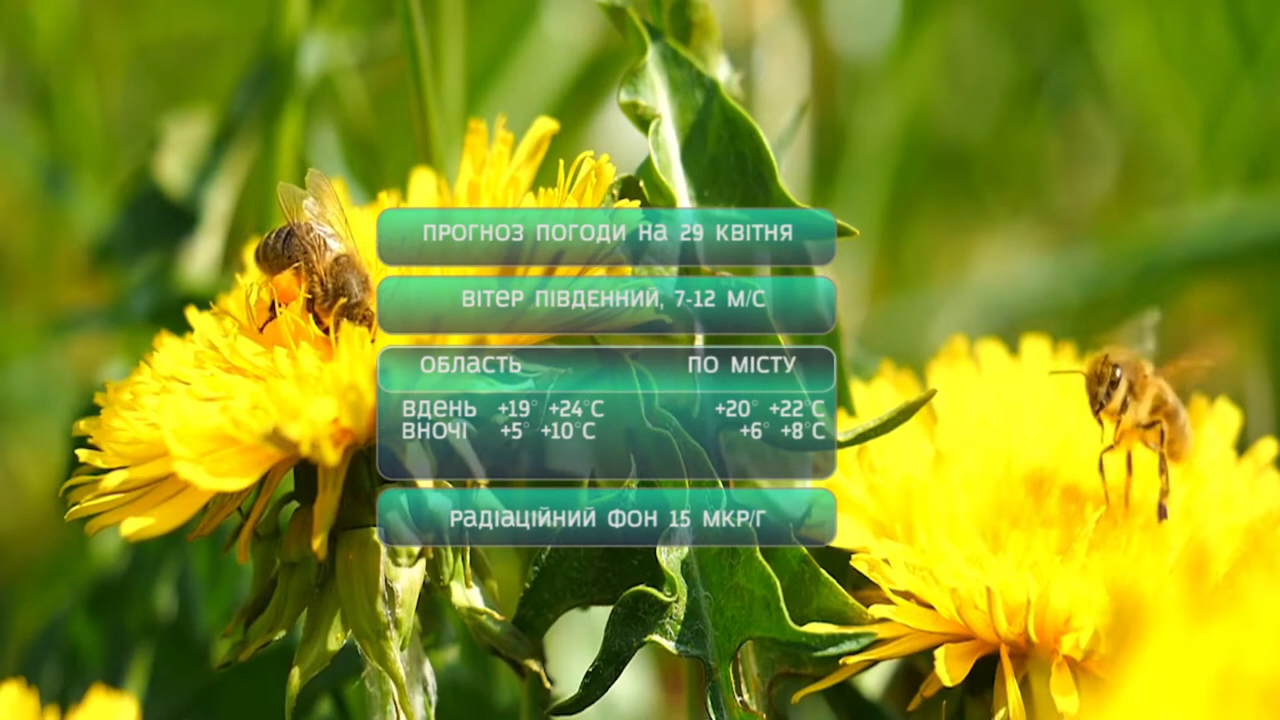 ПРОГНОЗ ПОГОДИ НА 29 КВІТНЯ
ВІТЕР ПІВДЕННИЙ, 7-12 М/С
ОБЛАСТЬ ПО МІСТУ
ВДЕНЬ +19° +24°С +20° +22°С
ВНОЧІ +5° +10°С +6° +8°С
РАДІАЦІЙНИЙ ФОН 15 МКР/Г